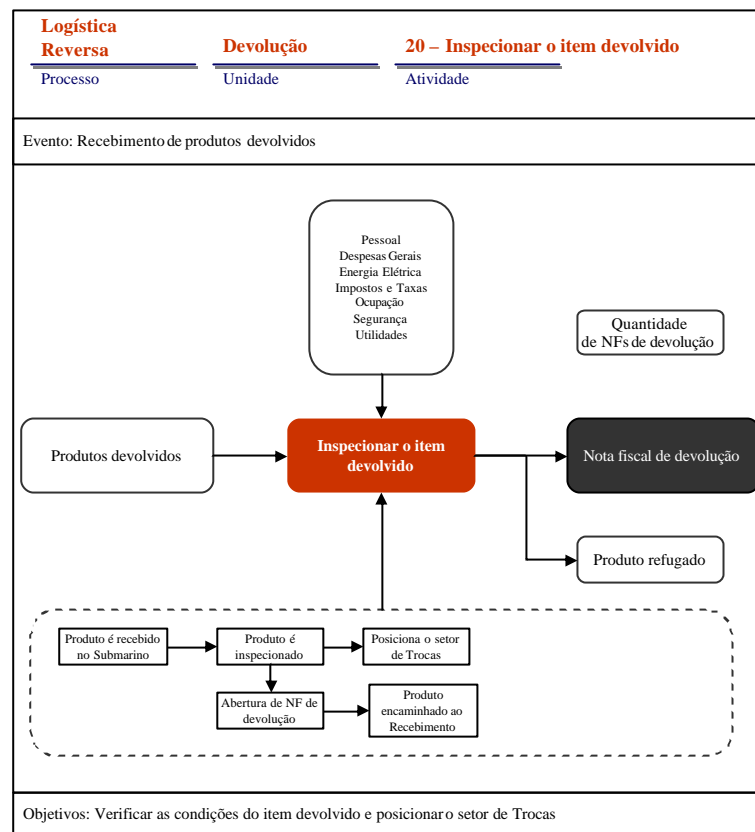 Logística
Reversa
Processo
Devolução
Unidade
20 – Inspecionar o item devolvido
Atividade
Evento: Recebimento de produtos devolvidos
Pessoal
Despesas Gerais
Energia Elétrica
Impostos e Taxas
Ocupação
Segurança
Utilidades
Quantidade
de NFs de devolução
Produtos devolvidos
Inspecionar o item
devolvido
Nota fiscal de devolução
Produto refugado
Produto é recebido
no Submarino
Produto é
inspecionado
Posiciona o setor
de Trocas
Abertura de NF de
devolução
Produto
encaminhado ao
Recebimento
Objetivos: Verificar as condições do item devolvido e posicionar o setor de Trocas